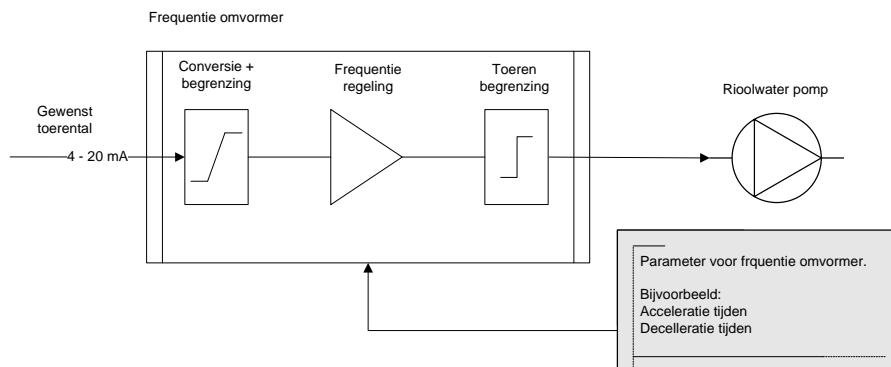 Frequentie omvormer
Conversie +
begrenzing
Frequentie
regeling
Toeren
begrenzing
Rioolwater pomp
Gewenst
toerental
4 - 20 mA
Parameter voor frquentie omvormer.
Bijvoorbeeld:
Acceleratie tijden
Decelleratie tijden